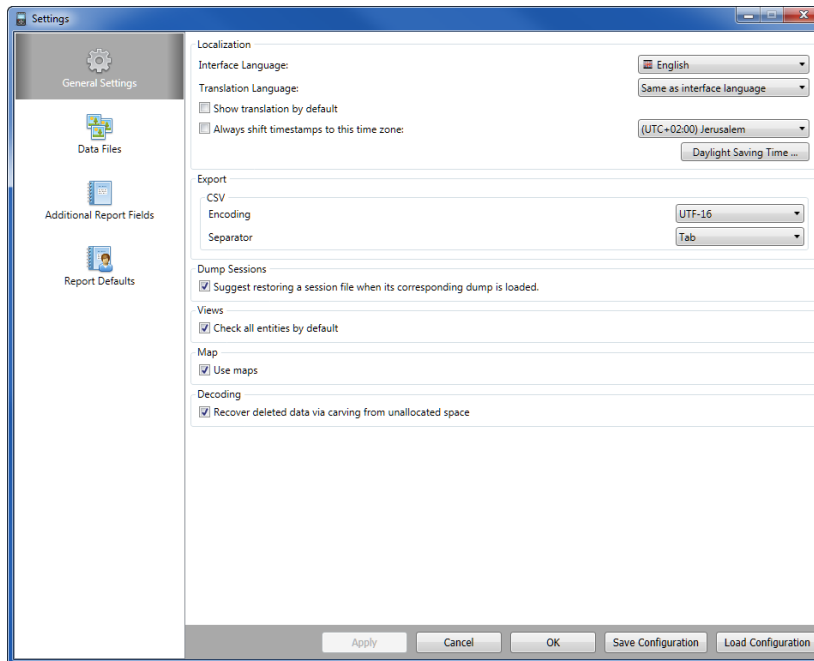 Settings
General Settings
Data Files
Additional Report Fields
Report Defaults
Localization
Interface Language: English
Translation Language: Same as interface language
Show translation by default
Always shift timestamps to this time zone: (UTC+02:00) Jerusalem
Daylight Saving Time ...
Export
CSV
Encoding UTF-16
Separator Tab
Dump Sessions
Suggest restoring a session file when its corresponding dump is loaded.
Views
Check all entities by default
Map
Use maps
Decoding
Recover deleted data via carving from unallocated space
Apply Cancel OK Save Configuration Load Configuration